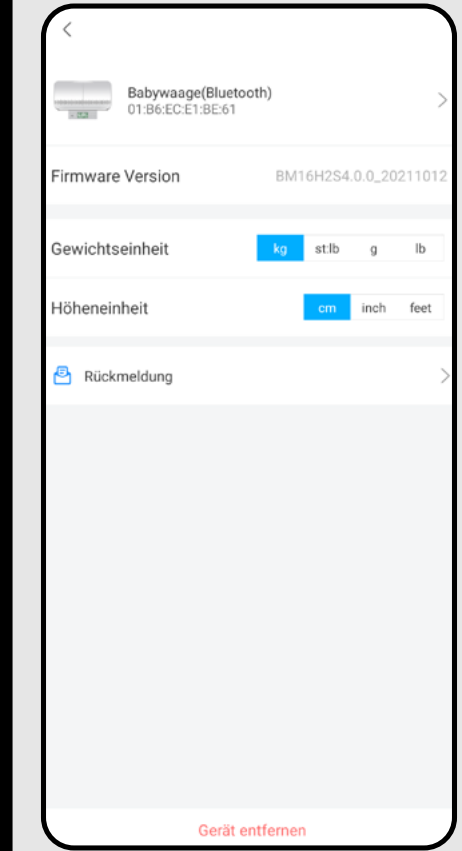 Babywaage(Bluetooth)
01:B6:EC:E1:BE:61
Firmware Version BM16H2S4.0.0_20211012
Gewichtseinheit kg st:lb g lb
Höheneinheit cm inch feet
Rückmeldung
Gerät entfernen